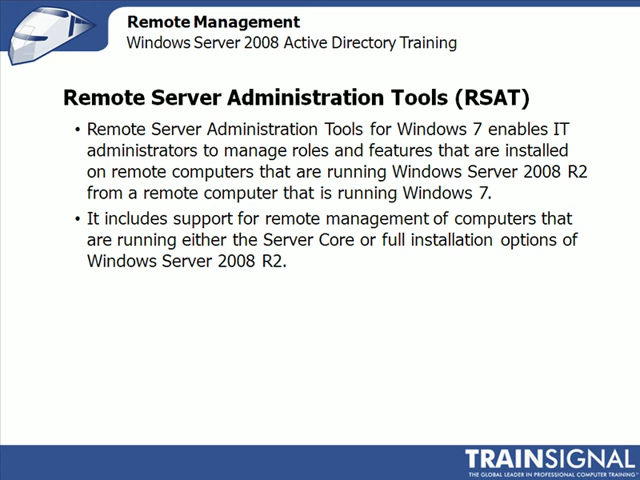 Remote Management
Windows Server 2008 Active Directory Training
Remote Server Administration Tools (RSAT)
• Remote Server Administration Tools for Windows 7 enables IT
administrators to manage roles and features that are installed
on remote computers that are running Windows Server 2008 R2
from a remote computer that is running Windows 7.
• It includes support for remote management of computers that
are running either the Server Core or full installation options of
Windows Server 2008 R2.
TRAINSIGNAL
THE GLOBAL LEADER IN PROFESSIONAL COMPUTER TRAINING